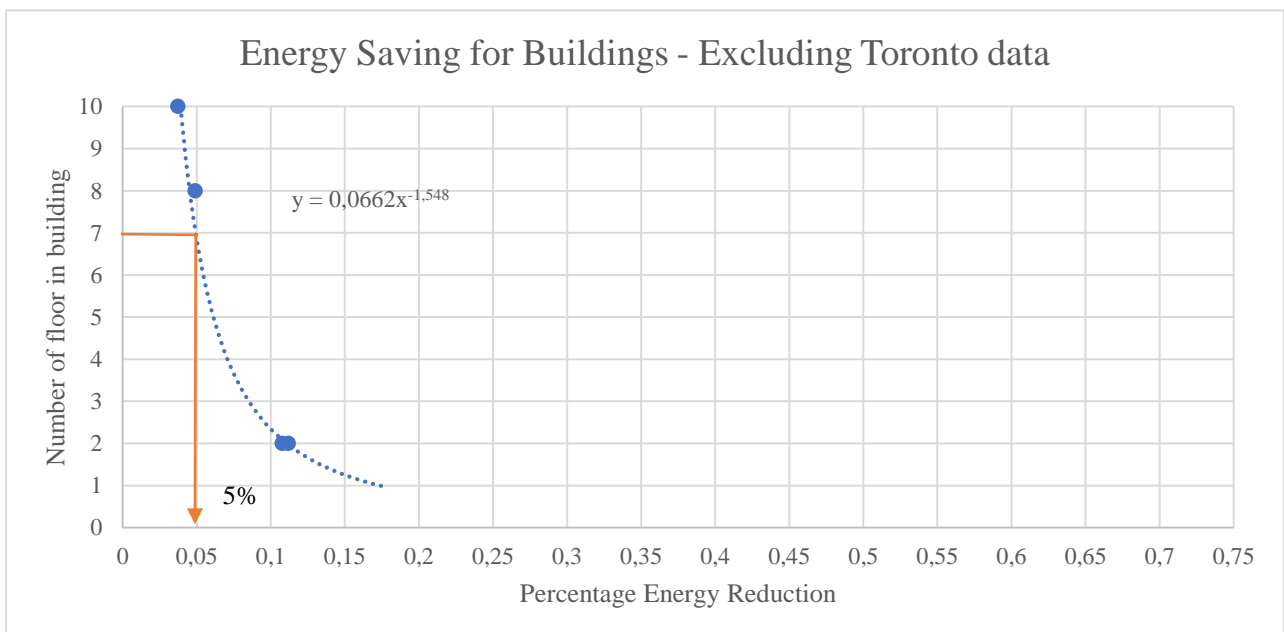 Energy Saving for Buildings - Excluding Toronto data
10
9
8
7
6
5
4
3
2
1
0
Number of floor in building
y = 0,0662x-1,548
5%
0 0,05 0,1 0,15 0,2 0,25 0,3 0,35 0,4 0,45 0,5 0,55 0,6 0,65 0,7 0,75
Percentage Energy Reduction